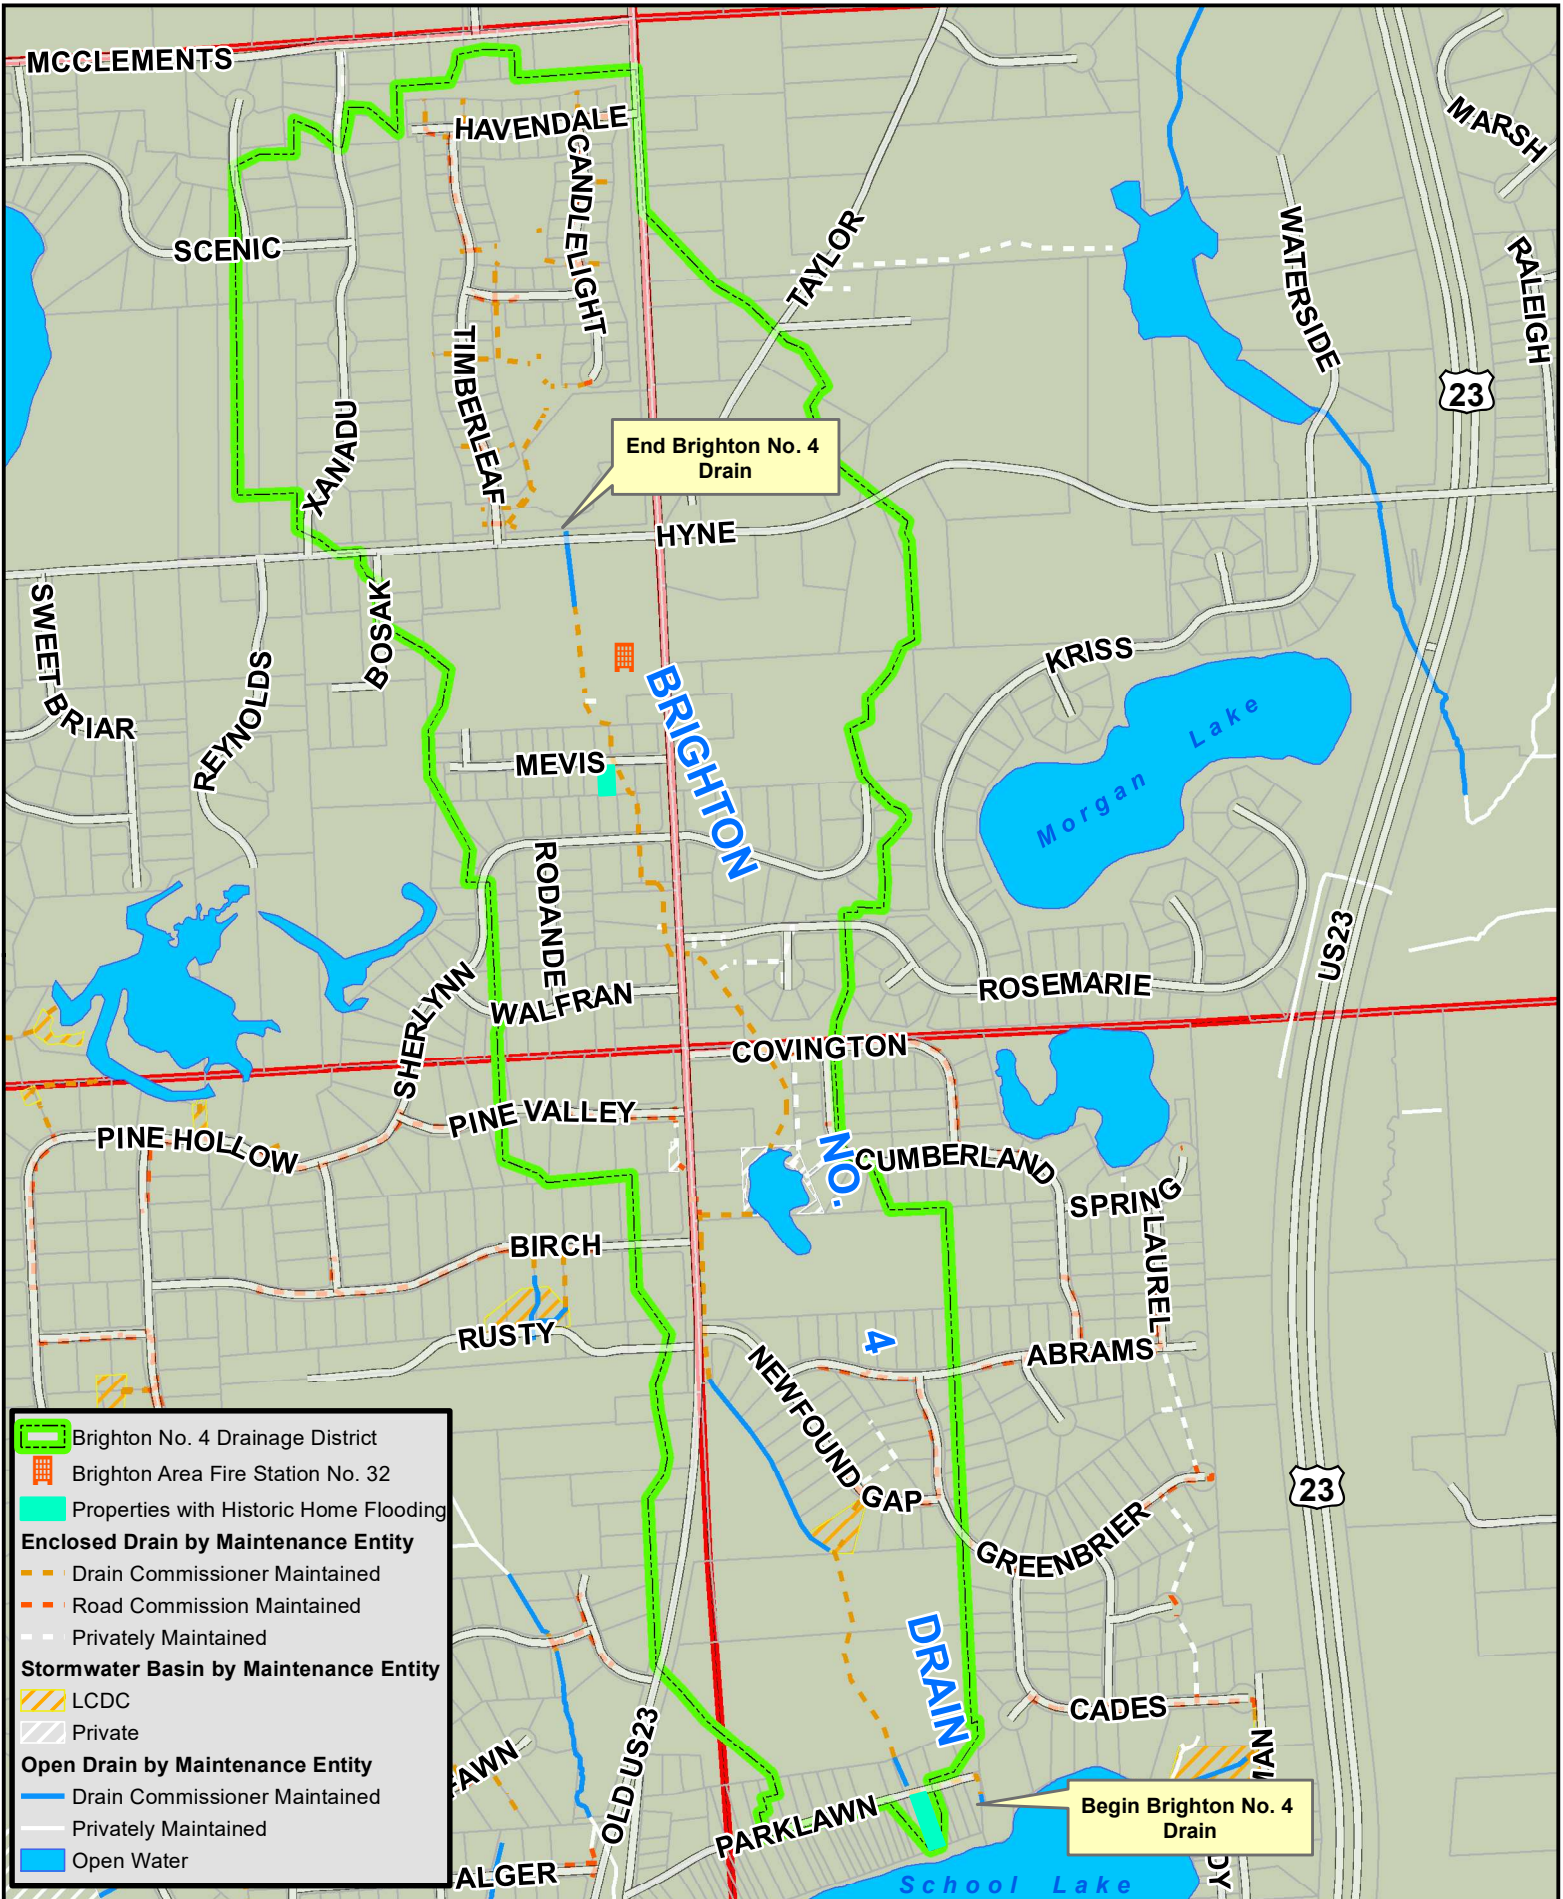 MCCLEMENTS
HAVENDALE
CANDLELIGHT
MARSH
SCENIC
TAYLOR
WATERSIDE
RALEIGH
TIMBERLEAF
XANADU
23
End Brighton No. 4
Drain
HYNE
SWEET BRIAR
REYNOLDS
BOSAK
KRISS
BRIGHTON
MEVIS
Morgan Lake
RODANDE
SHERLYNN
WALFRAN
ROSEMARIE
US23
COVINGTON
PINE VALLEY
PINE HOLLOW
NO.
CUMBERLAND
SPRING
LAUREL
BIRCH
RUSTY
4
ABRAMS
NEWFOUND GAP
23
GREENBRIER
DRAIN
CADES
OLD US23
FAWN
PARKLAWN
ALGER
Begin Brighton No. 4
Drain
School Lake
Brighton No. 4 Drainage District
Brighton Area Fire Station No. 32
Properties with Historic Home Flooding
Enclosed Drain by Maintenance Entity
Drain Commissioner Maintained
Road Commission Maintained
Privately Maintained
Stormwater Basin by Maintenance Entity
LCDC
Private
Open Drain by Maintenance Entity
Drain Commissioner Maintained
Privately Maintained
Open Water